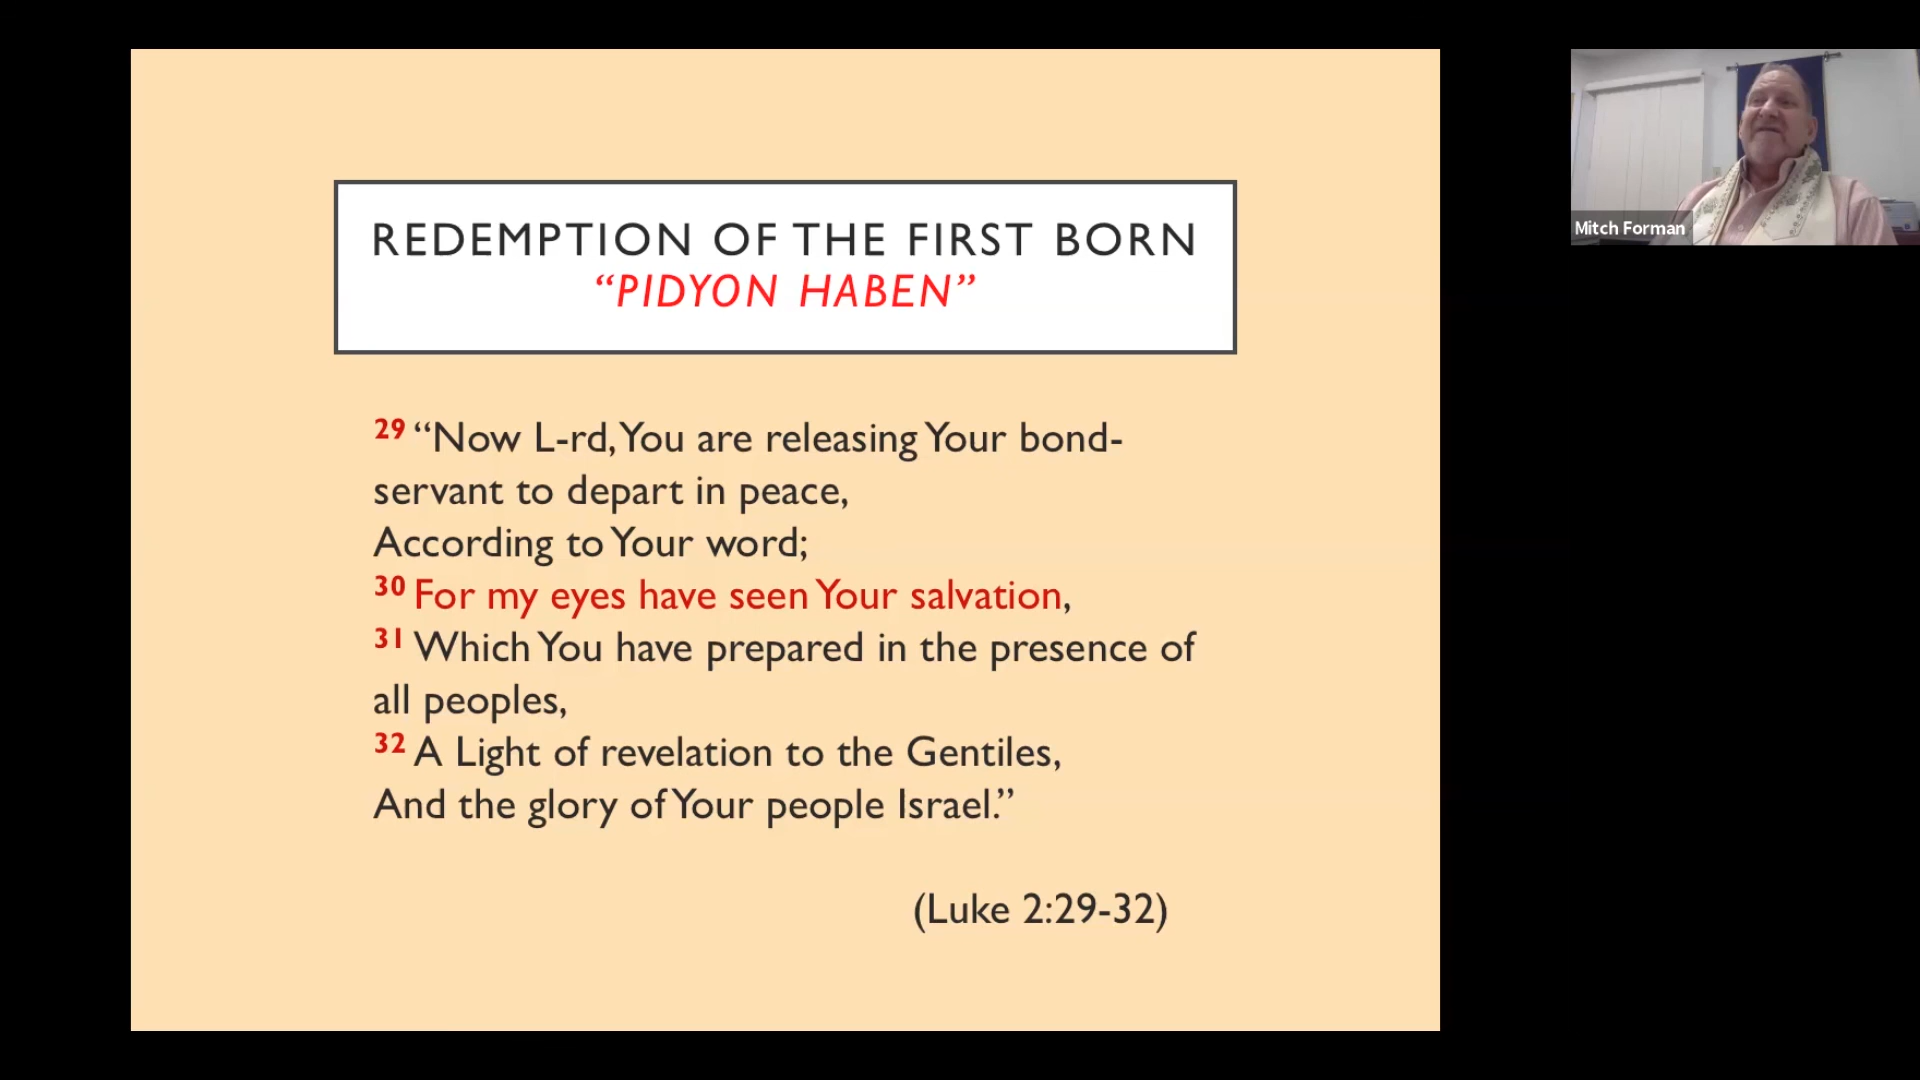 REDEMPTION OF THE FIRST BORN
“PIDYON HABEN”
29 “Now L-rd, You are releasing Your bond-
servant to depart in peace,
According to Your word;
30 For my eyes have seen Your salvation,
31 Which You have prepared in the presence of
all peoples,
32 A Light of revelation to the Gentiles,
And the glory of Your people Israel.”
(Luke 2:29-32)
Mitch Forman